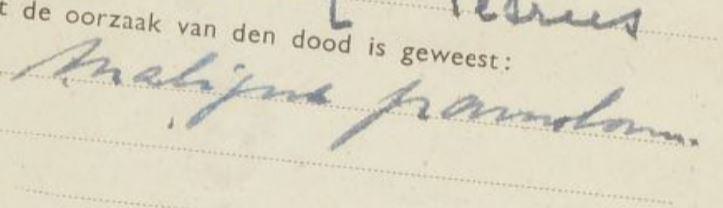 t de oorzaak van den dood is geweest:
Maligne granuloom.